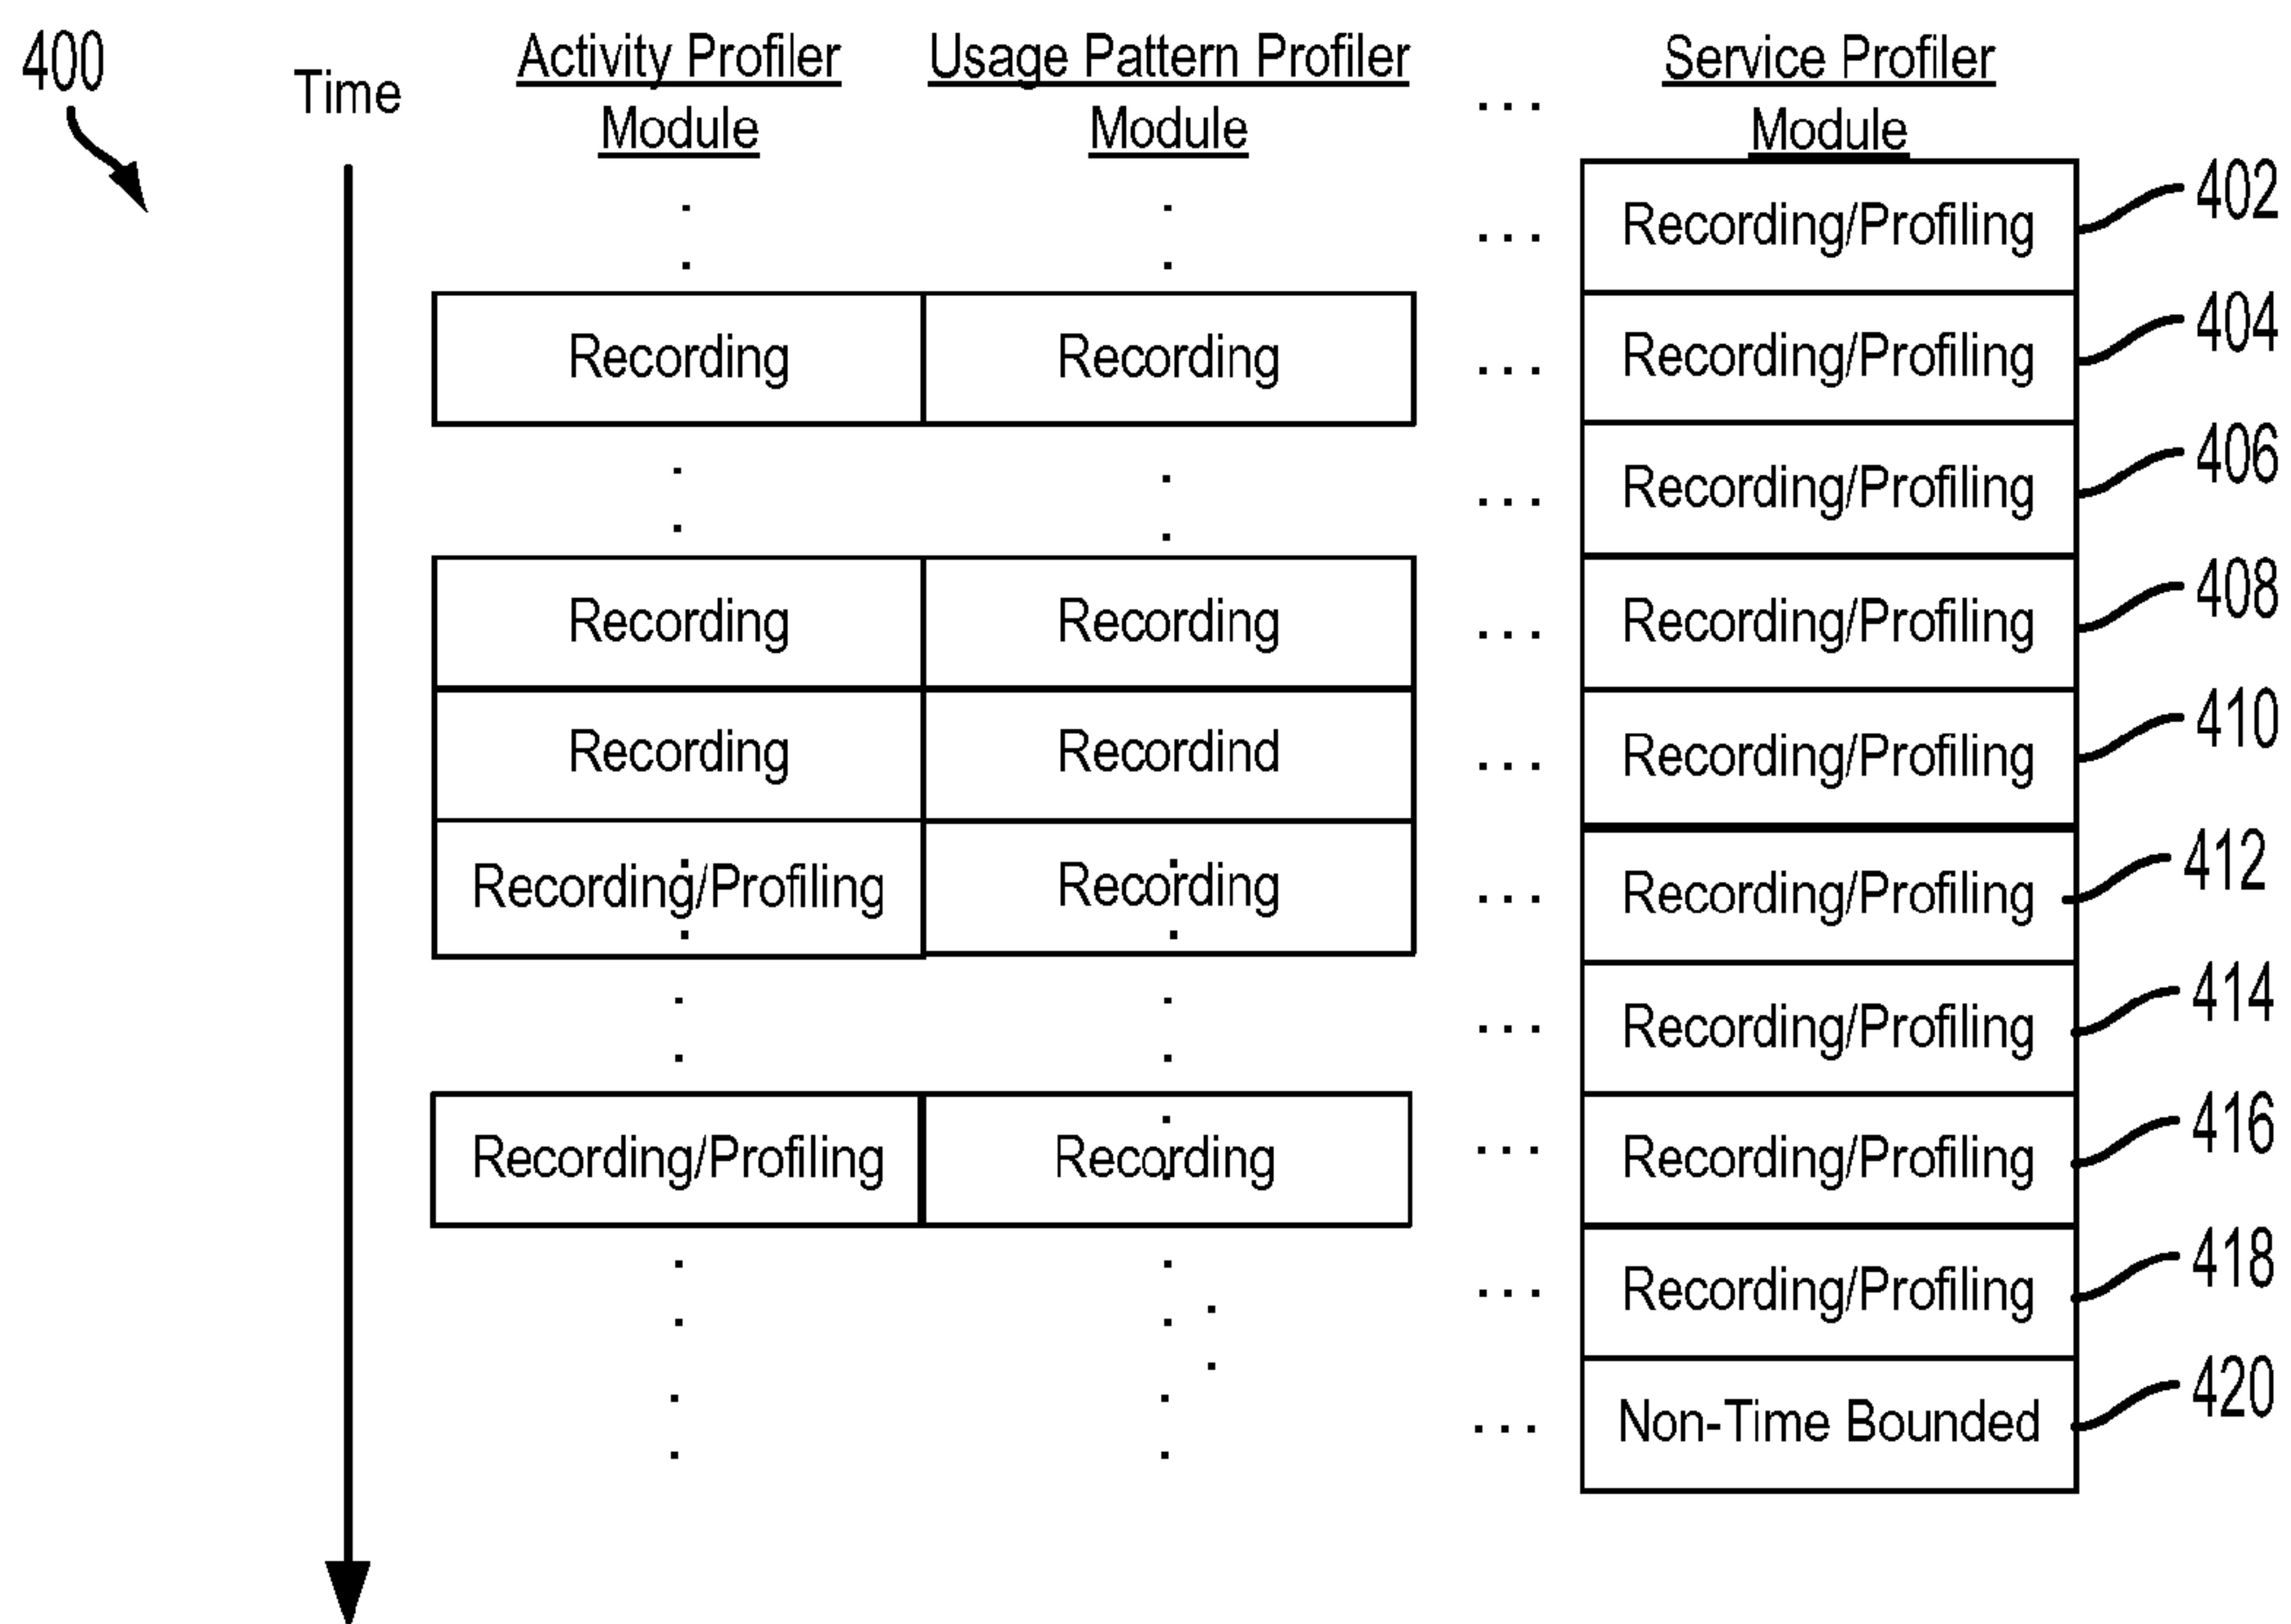 400
Time
Activity Profiler
Module
Usage Pattern Profiler
Module
...
Service Profiler
Module
... Recording/Profiling 402
Recording Recording ... Recording/Profiling 404
... Recording/Profiling 406
Recording Recording ... Recording/Profiling 408
Recording Recordind ... Recording/Profiling 410
Recording/Profiling Recording ... Recording/Profiling 412
... Recording/Profiling 414
Recording/Profiling Recording ... Recording/Profiling 416
... Recording/Profiling 418
... Non-Time Bounded 420